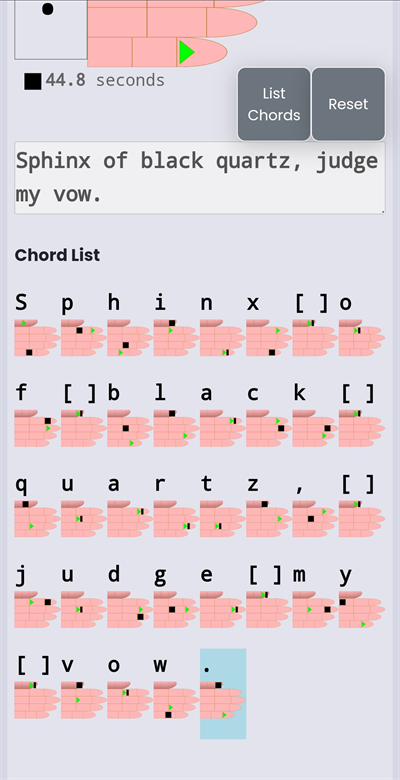 44.8 seconds
List
Chords
Reset
Sphinx of black quartz, judge
my vow.
Chord List
S p h i n x [ ] o
f [ ] b l a c k [ ]
q u a r t z , [ ]
j u d g e [ ] m y
[ ] v o w .